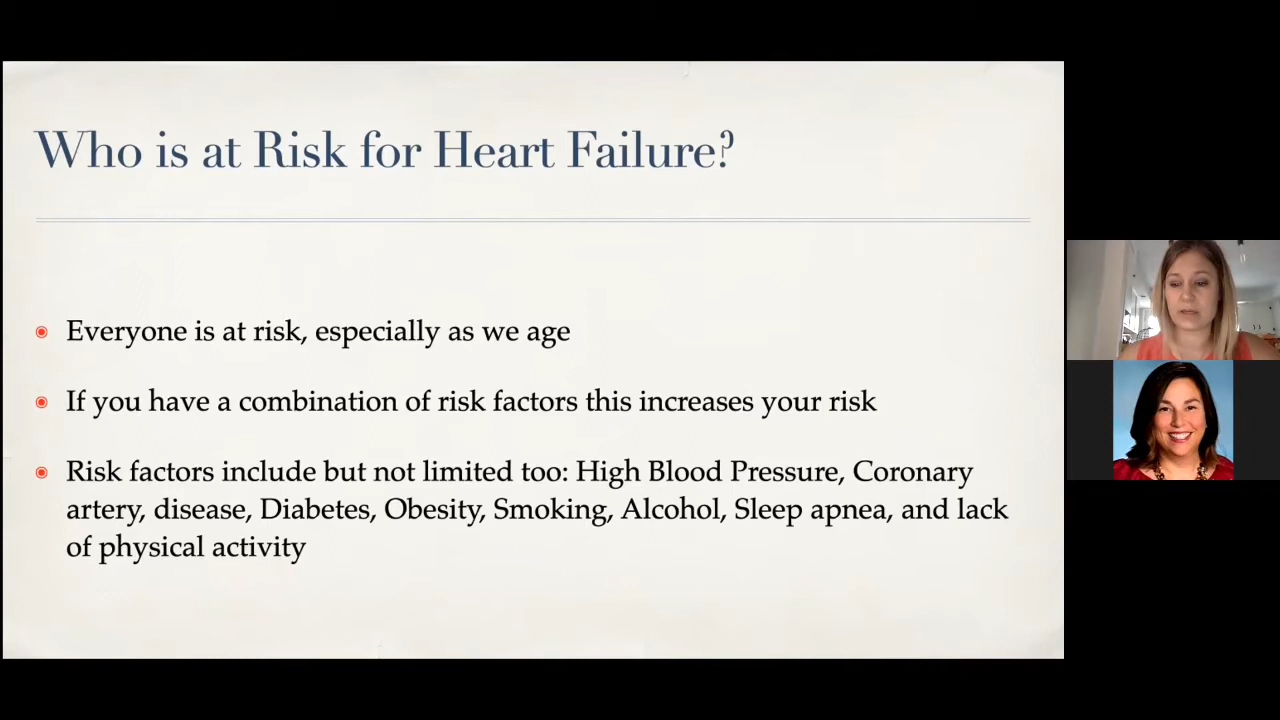 Who is at Risk for Heart Failure?
Everyone is at risk, especially as we age
If you have a combination of risk factors this increases your risk
Risk factors include but not limited too: High Blood Pressure, Coronary
artery, disease, Diabetes, Obesity, Smoking, Alcohol, Sleep apnea, and lack
of physical activity